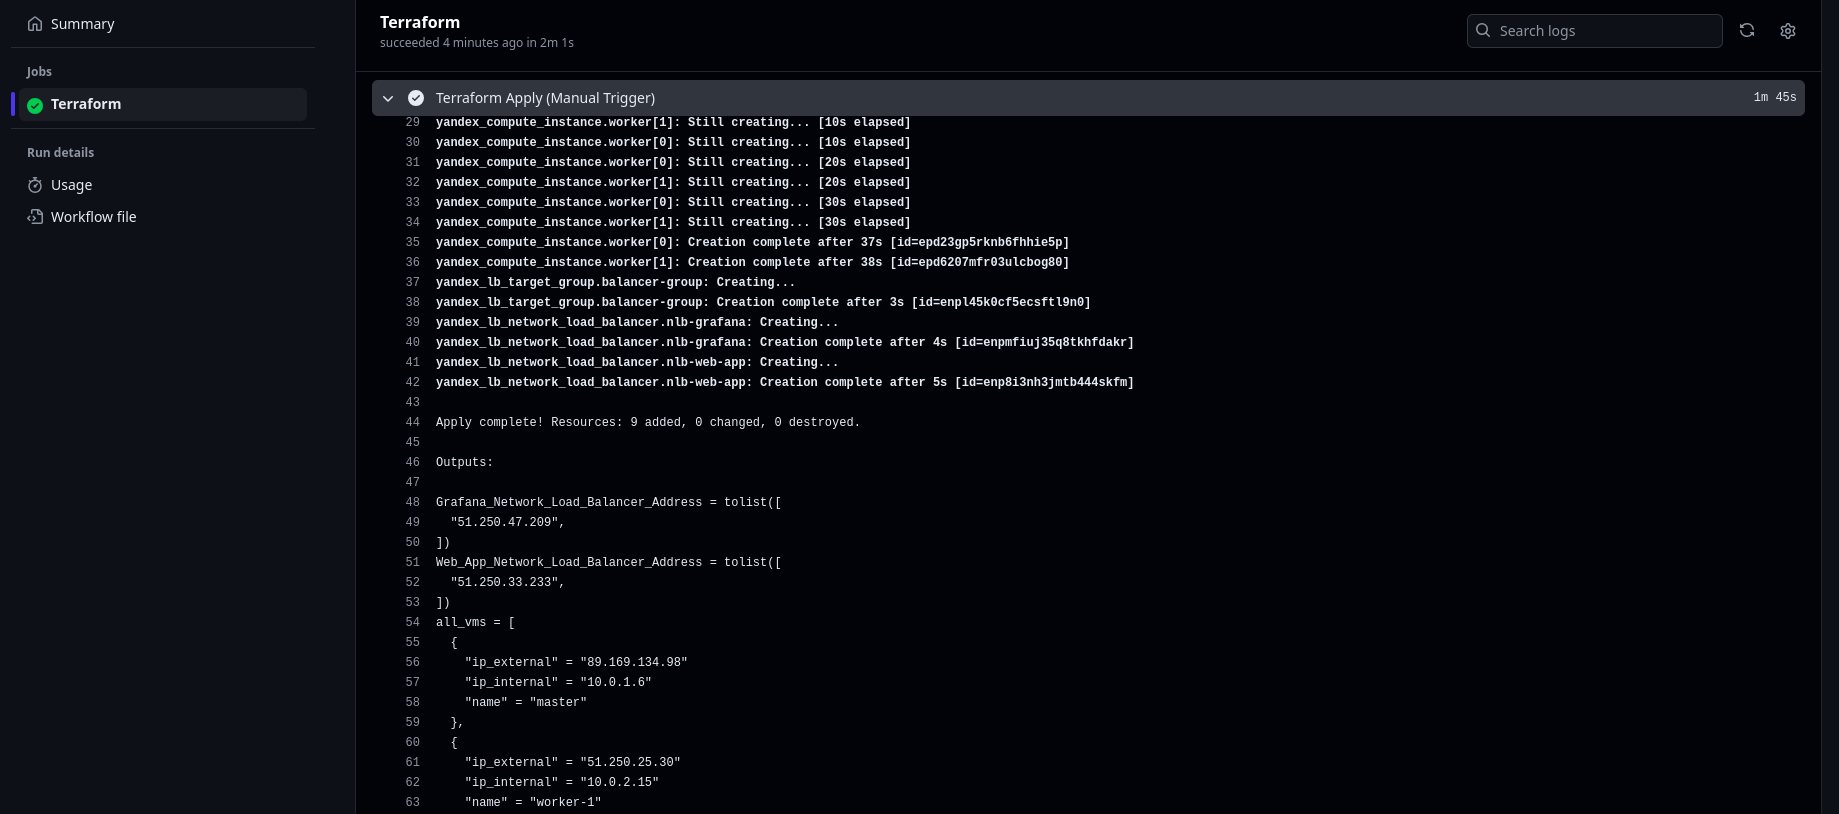 Summary
Jobs
Terraform
Run details
Usage
Workflow file
Terraform
succeeded 4 minutes ago in 2m 1s
Search logs
Terraform Apply (Manual Trigger)
1m 45s
29 yandex_compute_instance.worker[1]: Still creating... [10s elapsed]
30 yandex_compute_instance.worker[0]: Still creating... [10s elapsed]
31 yandex_compute_instance.worker[0]: Still creating... [20s elapsed]
32 yandex_compute_instance.worker[1]: Still creating... [20s elapsed]
33 yandex_compute_instance.worker[0]: Still creating... [30s elapsed]
34 yandex_compute_instance.worker[1]: Still creating... [30s elapsed]
35 yandex_compute_instance.worker[0]: Creation complete after 37s [id=epd23gp5rknb6fhhie5p]
36 yandex_compute_instance.worker[1]: Creation complete after 38s [id=epd6207mfr03ulcbog80]
37 yandex_lb_target_group.balancer-group: Creating...
38 yandex_lb_target_group.balancer-group: Creation complete after 3s [id=enpl45k0cf5ecsftl9n0]
39 yandex_lb_network_load_balancer.nlb-grafana: Creating...
40 yandex_lb_network_load_balancer.nlb-grafana: Creation complete after 4s [id=enpmfiuj35q8tkhfdakr]
41 yandex_lb_network_load_balancer.nlb-web-app: Creating...
42 yandex_lb_network_load_balancer.nlb-web-app: Creation complete after 5s [id=enp8i3nh3jmtb444skfm]
43
44 Apply complete! Resources: 9 added, 0 changed, 0 destroyed.
45
46 Outputs:
47
48 Grafana_Network_Load_Balancer_Address = tolist([
49   "51.250.47.209",
50 ])
51 Web_App_Network_Load_Balancer_Address = tolist([
52   "51.250.33.233",
53 ])
54 all_vms = [
55   {
56     "ip_external" = "89.169.134.98"
57     "ip_internal" = "10.0.1.6"
58     "name" = "master"
59   },
60   {
61     "ip_external" = "51.250.25.30"
62     "ip_internal" = "10.0.2.15"
63     "name" = "worker-1"